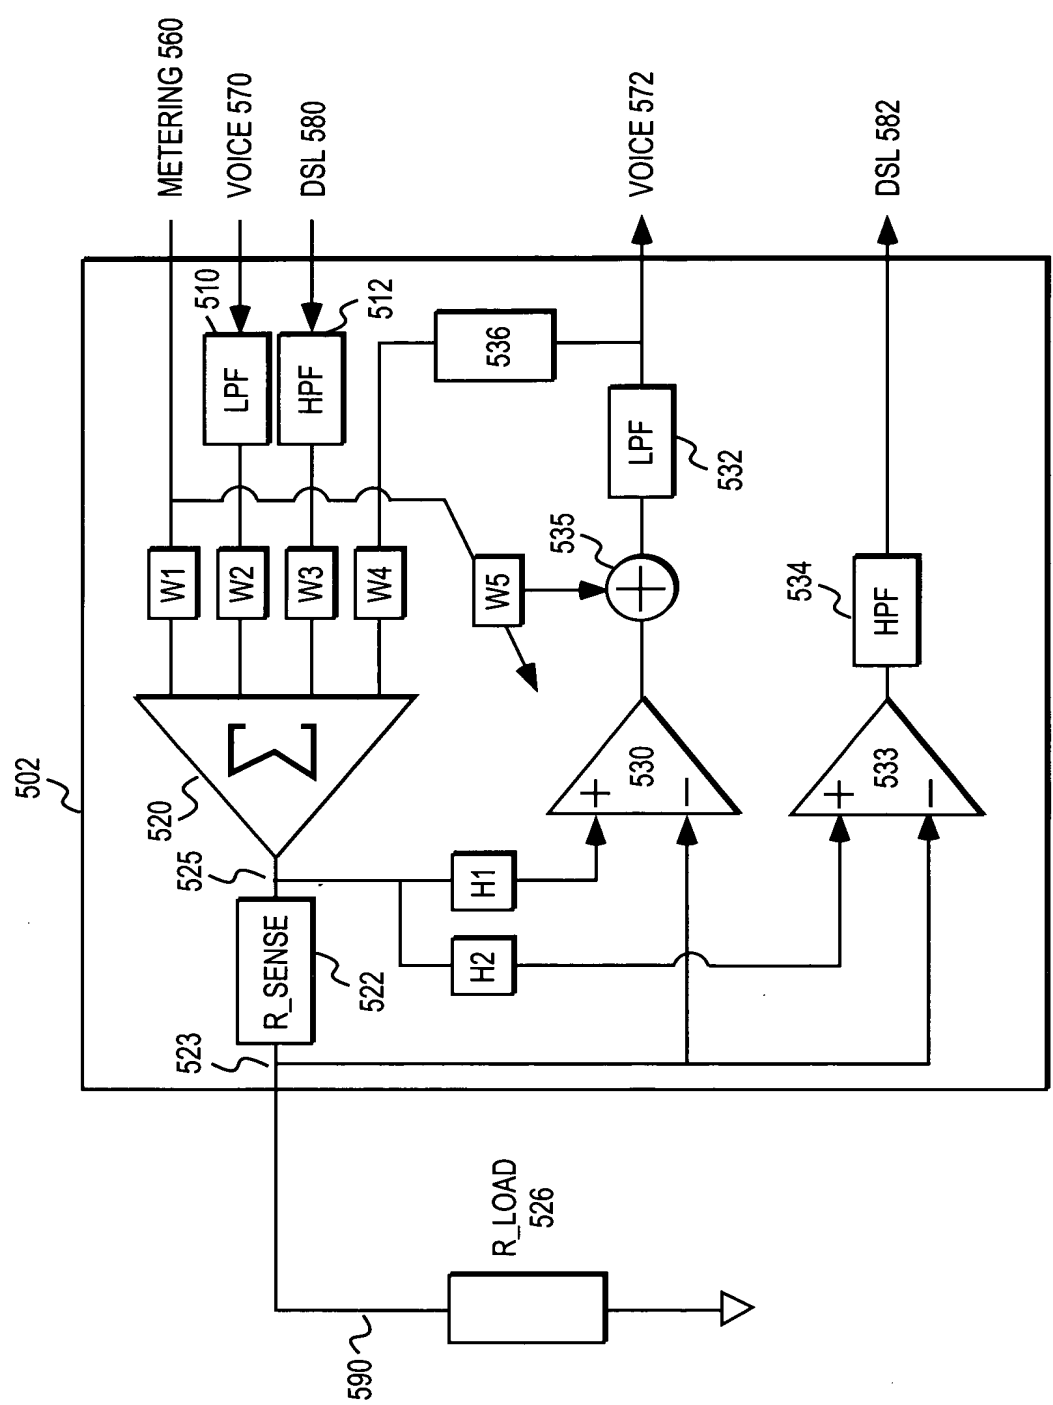 502
METERING 560
VOICE 570
DSL 580
510
LPF
512
HPF
W1
W2
W3
W4
Σ
520
525
R_SENSE
522
523
536
W5
535
+
LPF
532
VOICE 572
H1
H2
+
−
530
+
−
533
534
HPF
DSL 582
R_LOAD
526
590